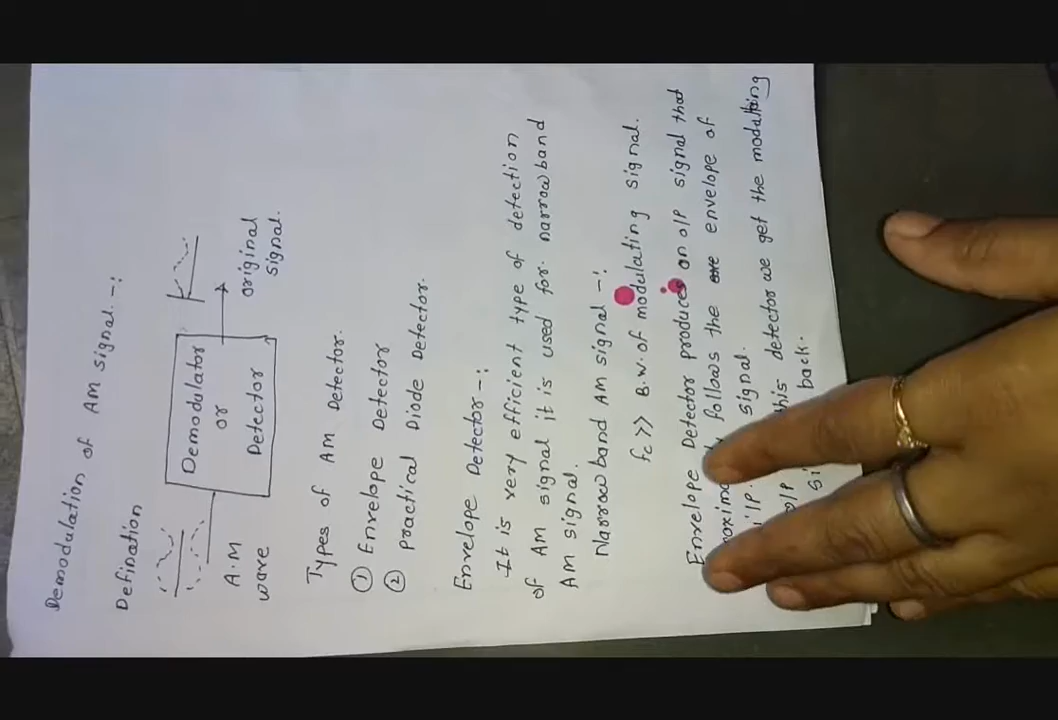 Demodulation of AM signal.-:
Defination
Demodulator
or
Detector
A.M
wave
original
signal.
Types of AM Detector.
① Envelope Detector
② practical Diode Detector.
Envelope Detector-:
It is very efficient type of detection
of AM signal it is used for narrowband
AM signal.
Narrowband AM signal -:
fc >> B.W. of modulating signal.
Envelope Detector produces an o/p signal that
follows the envelope of
signal.
o/p this detector we get the modulating
back.